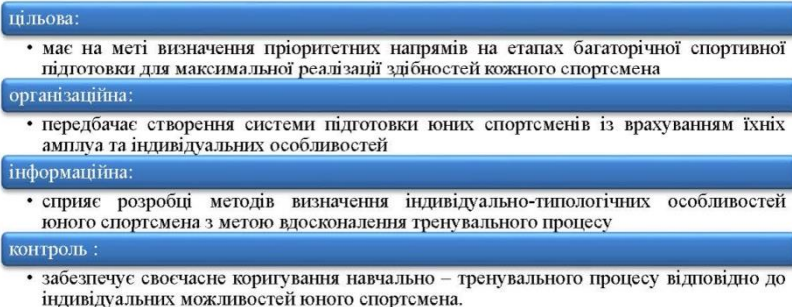 цільова:
• має на меті визначення пріоритетних напрямів на етапах багаторічної спортивної
підготовки для максимальної реалізації здібностей кожного спортсмена
організаційна:
• передбачає створення системи підготовки юних спортсменів із врахуванням їхніх
амплуа та індивідуальних особливостей
інформаційна:
• сприяє розробці методів визначення індивідуально-типологічних особливостей
юного спортсмена з метою вдосконалення тренувального процесу
контроль :
• забезпечує своєчасне коригування навчально – тренувального процесу відповідно до
індивідуальних можливостей юного спортсмена.